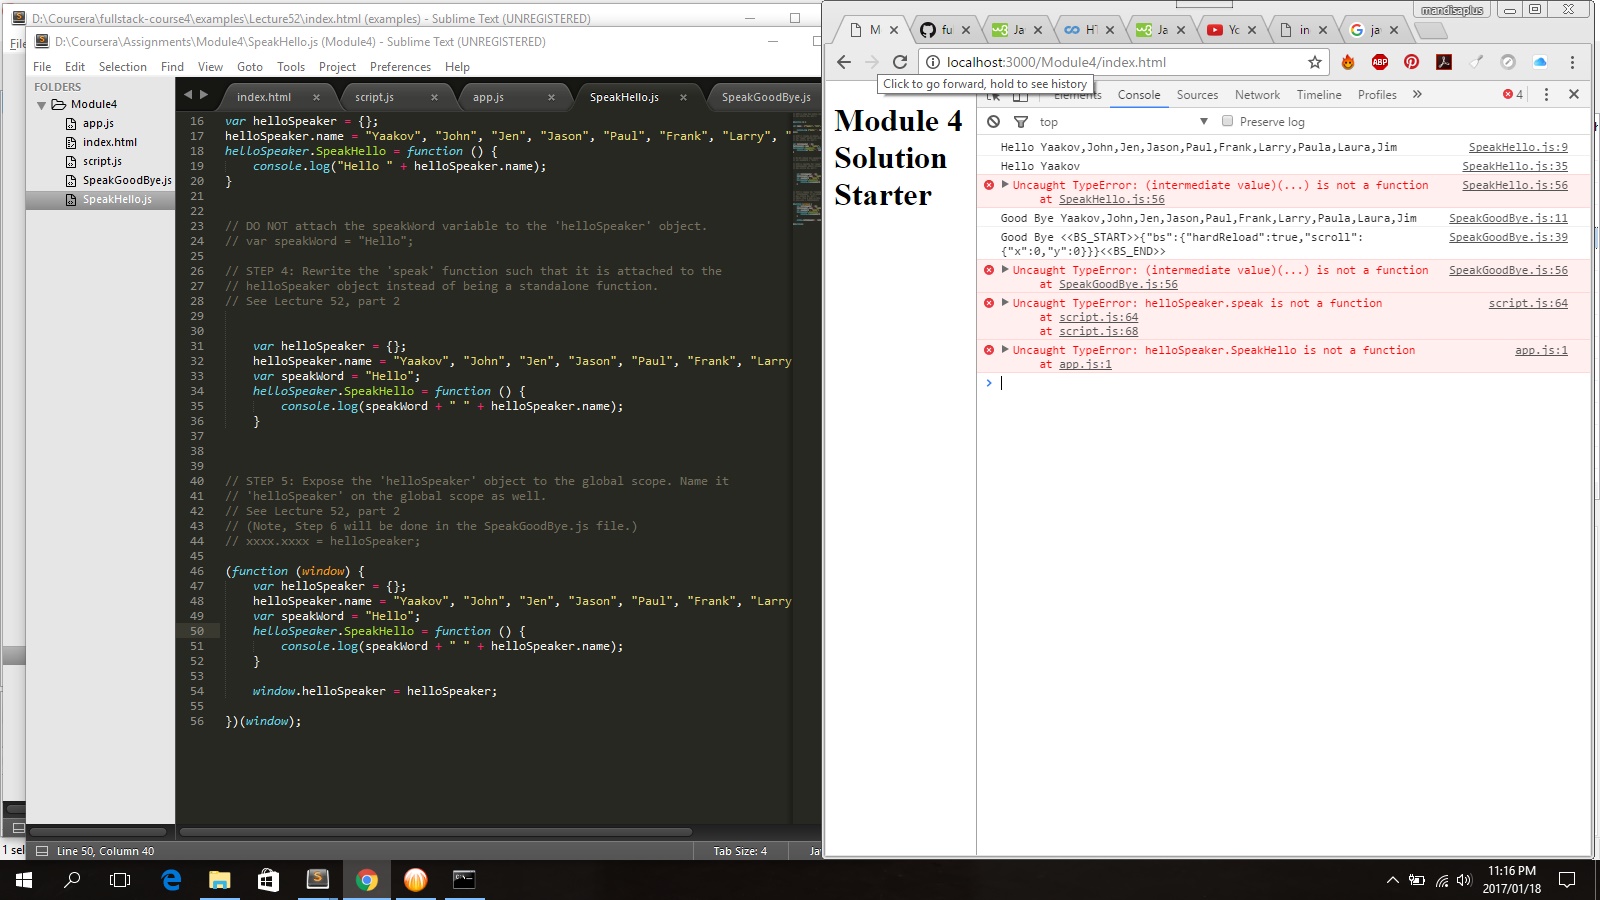 D:\Coursera\fullstack-course4\examples\Lecture52\index.html (examples) - Sublime Text (UNREGISTERED)
D:\Coursera\Assignments\Module4\SpeakHello.js (Module4) - Sublime Text (UNREGISTERED)
File Edit Selection Find View Goto Tools Project Preferences Help
FOLDERS
Module4
app.js
index.html
script.js
SpeakGoodBye.js
SpeakHello.js
index.html × script.js × app.js × SpeakHello.js × SpeakGoodBye.js
16 var helloSpeaker = {};
17 helloSpeaker.name = "Yaakov", "John", "Jen", "Jason", "Paul", "Frank", "Larry", "
18 helloSpeaker.SpeakHello = function () {
19 console.log("Hello " + helloSpeaker.name);
20 }
21
22
23 // DO NOT attach the speakWord variable to the 'helloSpeaker' object.
24 // var speakWord = "Hello";
25
26 // STEP 4: Rewrite the 'speak' function such that it is attached to the
27 // helloSpeaker object instead of being a standalone function.
28 // See Lecture 52, part 2
29
30
31 var helloSpeaker = {};
32 helloSpeaker.name = "Yaakov", "John", "Jen", "Jason", "Paul", "Frank", "Larry
33 var speakWord = "Hello";
34 helloSpeaker.SpeakHello = function () {
35 console.log(speakWord + " " + helloSpeaker.name);
36 }
37
38
39
40 // STEP 5: Expose the 'helloSpeaker' object to the global scope. Name it
41 // 'helloSpeaker' on the global scope as well.
42 // See Lecture 52, part 2
43 // (Note, Step 6 will be done in the SpeakGoodBye.js file.)
44 // xxxx.xxxx = helloSpeaker;
45
46 (function (window) {
47 var helloSpeaker = {};
48 helloSpeaker.name = "Yaakov", "John", "Jen", "Jason", "Paul", "Frank", "Larry
49 var speakWord = "Hello";
50 helloSpeaker.SpeakHello = function () {
51 console.log(speakWord + " " + helloSpeaker.name);
52 }
53
54 window.helloSpeaker = helloSpeaker;
55
56 })(window);
1 sel
Line 50, Column 40
Tab Size: 4
Ja
mandisaplus
M × fu × Ja × HT × Ja × Yo × in × ja ×
localhost:3000/Module4/index.html
Click to go forward, hold to see history
Module 4
Solution
Starter
Elements Console Sources Network Timeline Profiles » 4
top Preserve log
Hello Yaakov,John,Jen,Jason,Paul,Frank,Larry,Paula,Laura,Jim SpeakHello.js:9
Hello Yaakov SpeakHello.js:35
Uncaught TypeError: (intermediate value)(...) is not a function SpeakHello.js:56
at SpeakHello.js:56
Good Bye Yaakov,John,Jen,Jason,Paul,Frank,Larry,Paula,Laura,Jim SpeakGoodBye.js:11
Good Bye <<BS_START>>{"bs":{"hardReload":true,"scroll": SpeakGoodBye.js:39
{"x":0,"y":0}}}<<BS_END>>
Uncaught TypeError: (intermediate value)(...) is not a function SpeakGoodBye.js:56
at SpeakGoodBye.js:56
Uncaught TypeError: helloSpeaker.speak is not a function script.js:64
at script.js:64
at script.js:68
Uncaught TypeError: helloSpeaker.SpeakHello is not a function app.js:1
at app.js:1
11:16 PM
2017/01/18